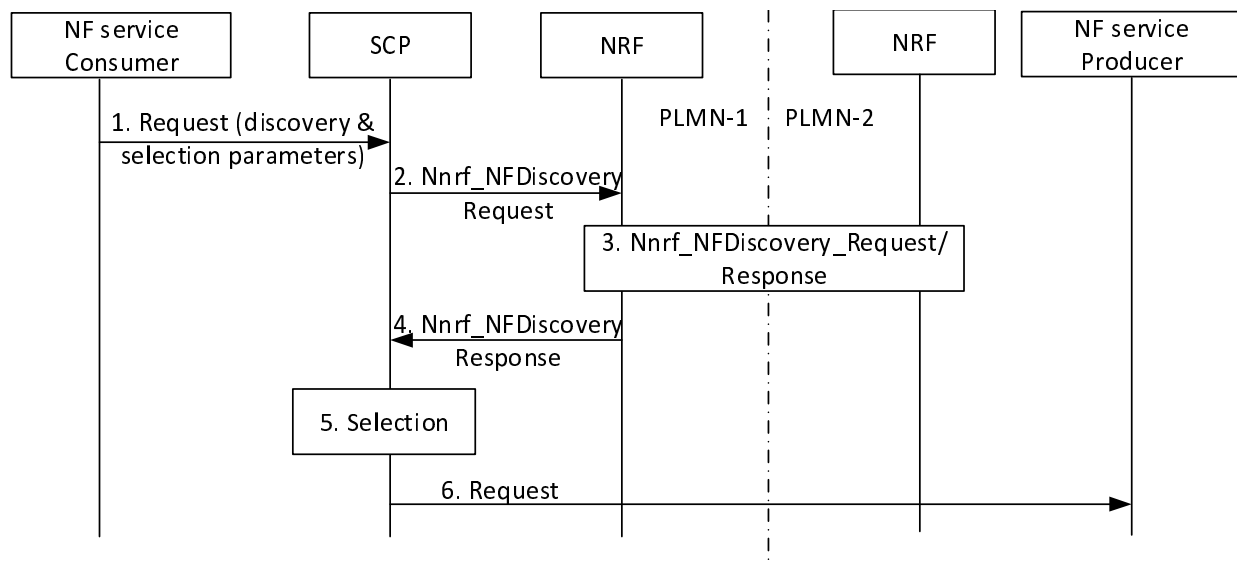 NF service
Consumer
SCP
NRF
NRF
NF service
Producer
PLMN-1
PLMN-2
1. Request (discovery &
selection parameters)
2. Nnrf_NFDiscovery
Request
3. Nnrf_NFDiscovery_Request/
Response
4. Nnrf_NFDiscovery
Response
5. Selection
6. Request